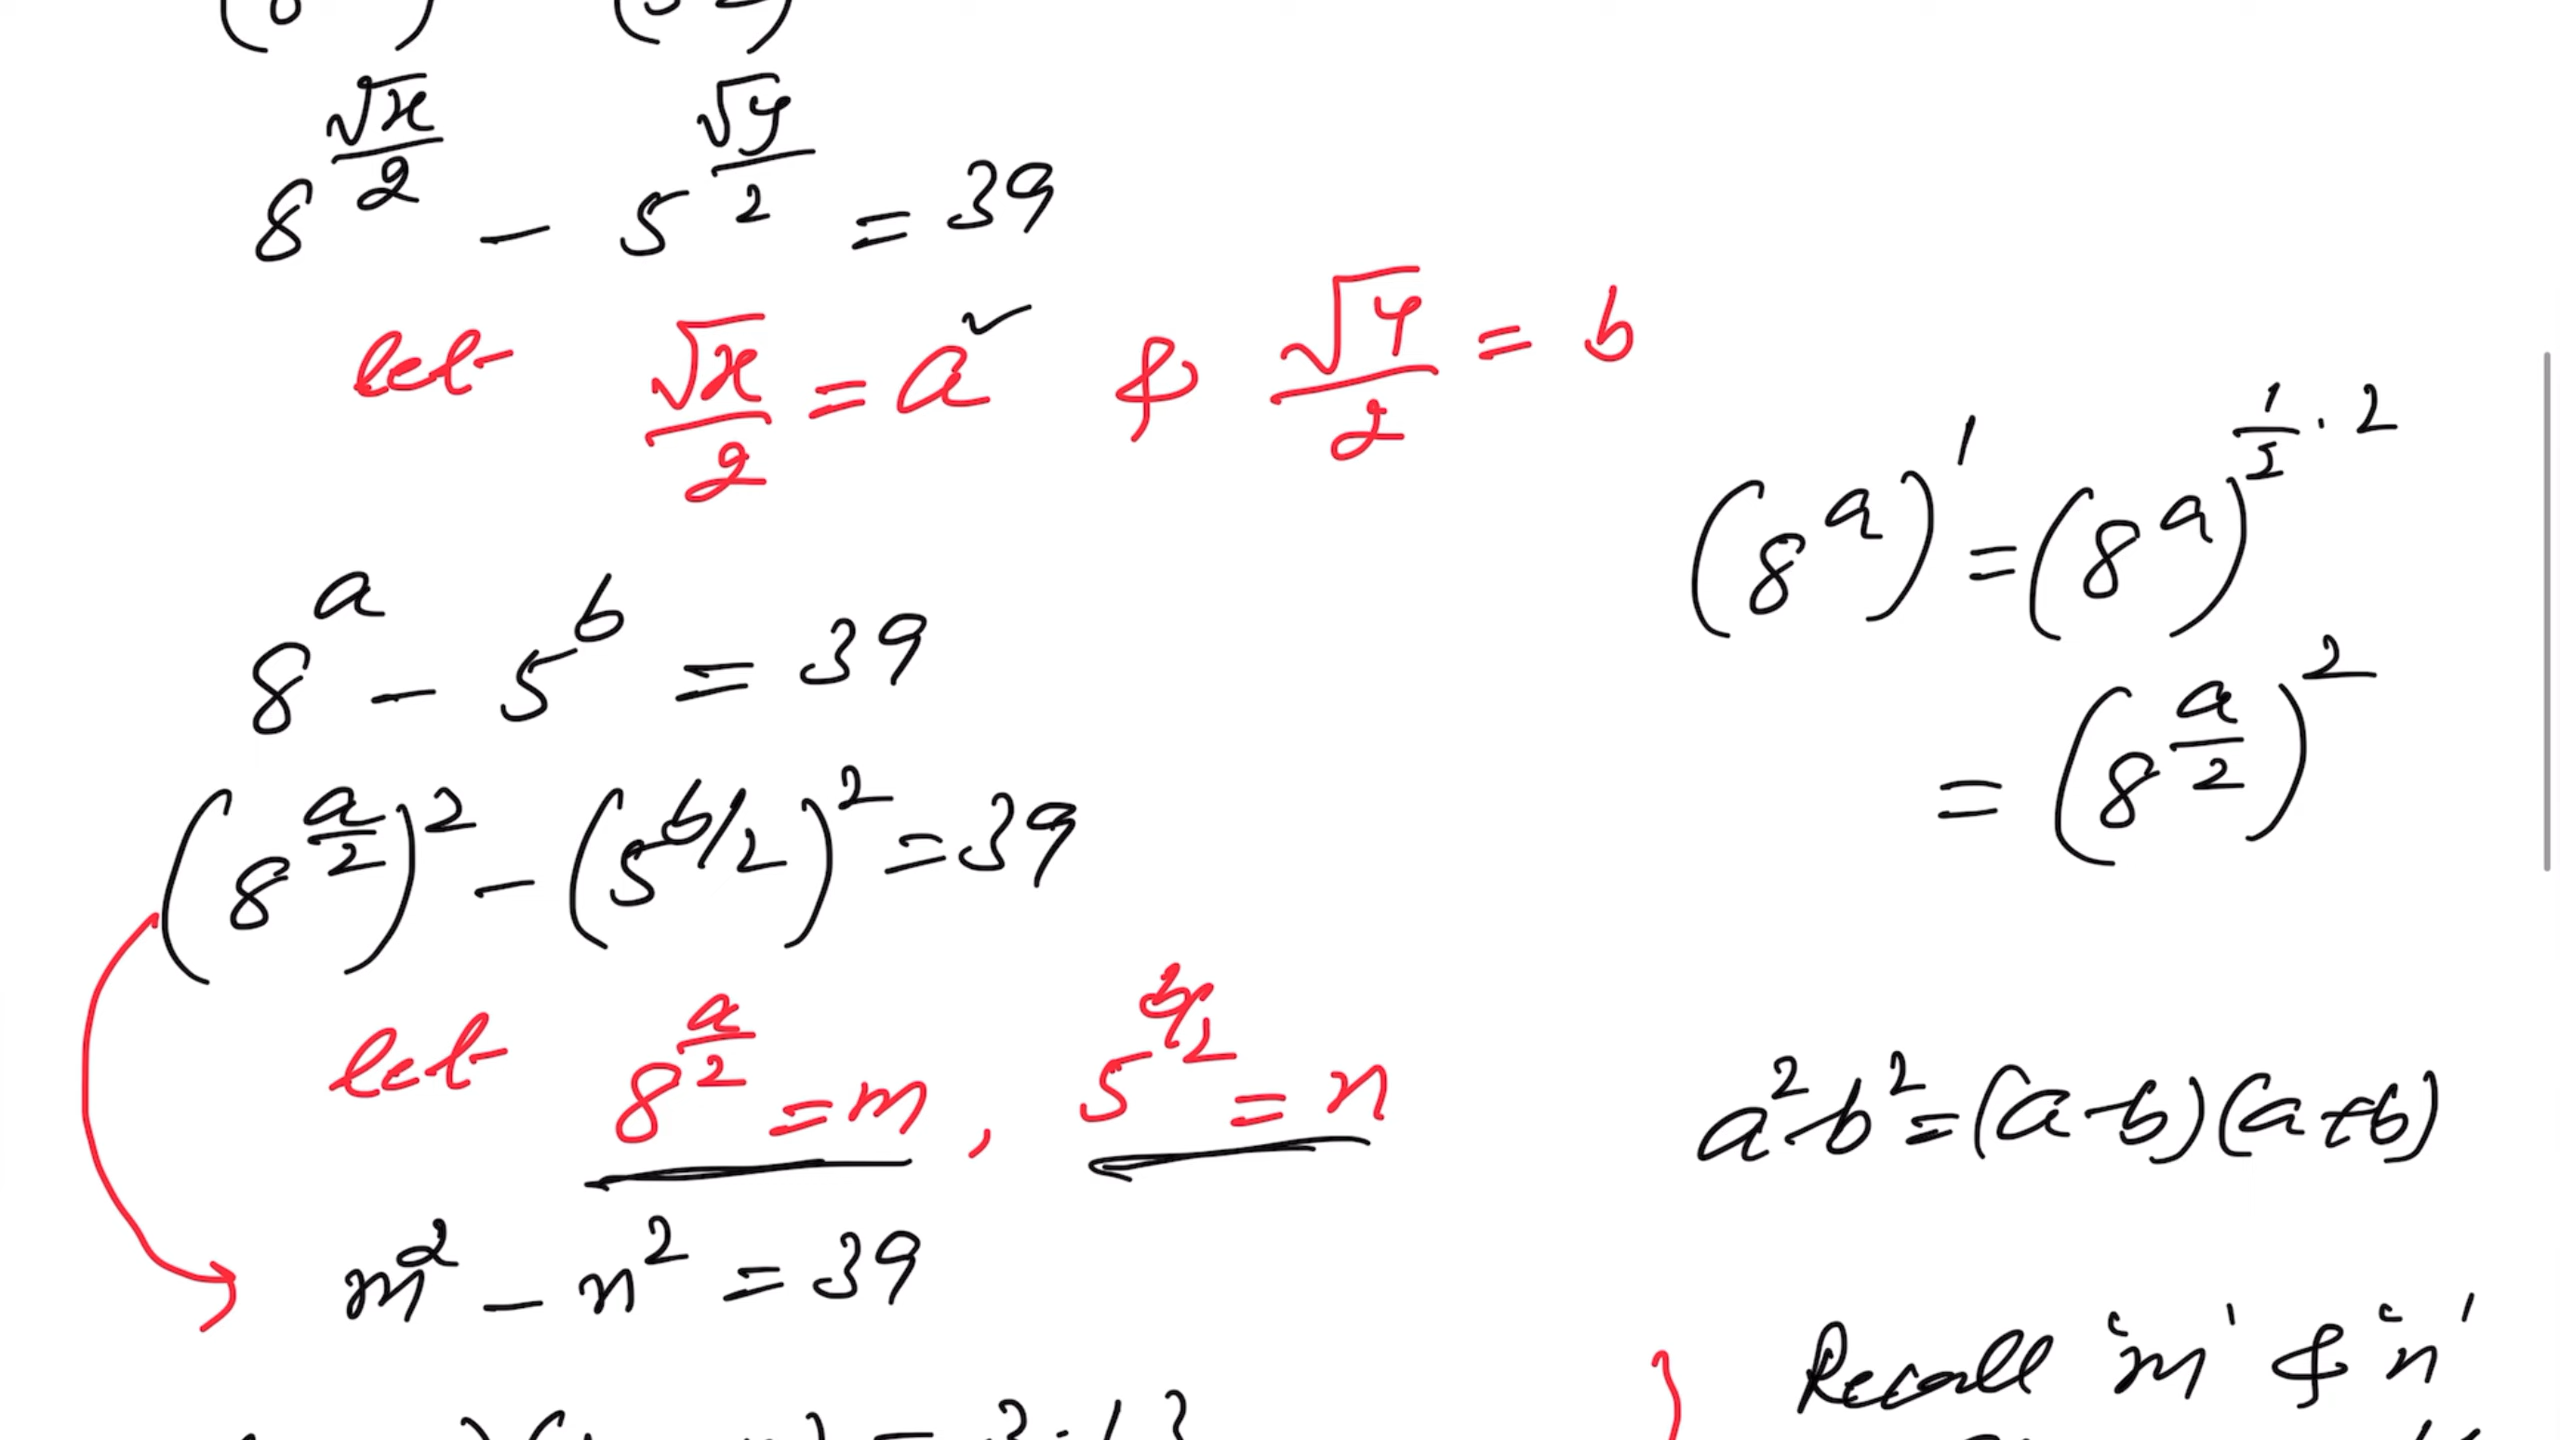 8^(√x/2) − 5^(√y/2) = 39
let √x/2 = a ✓ & √y/2 = b
8^a − 5^b = 39
(8^(a/2))^2 − (5^(b/2))^2 = 39
let 8^(a/2) = m, 5^(b/2) = n
m^2 − n^2 = 39
= 3·13
(8^a)^1 = (8^a)^(1/2 · 2)
= (8^(a/2))^2
a^2-b^2=(a-b)(a+b)
Recall 'm' & 'n'